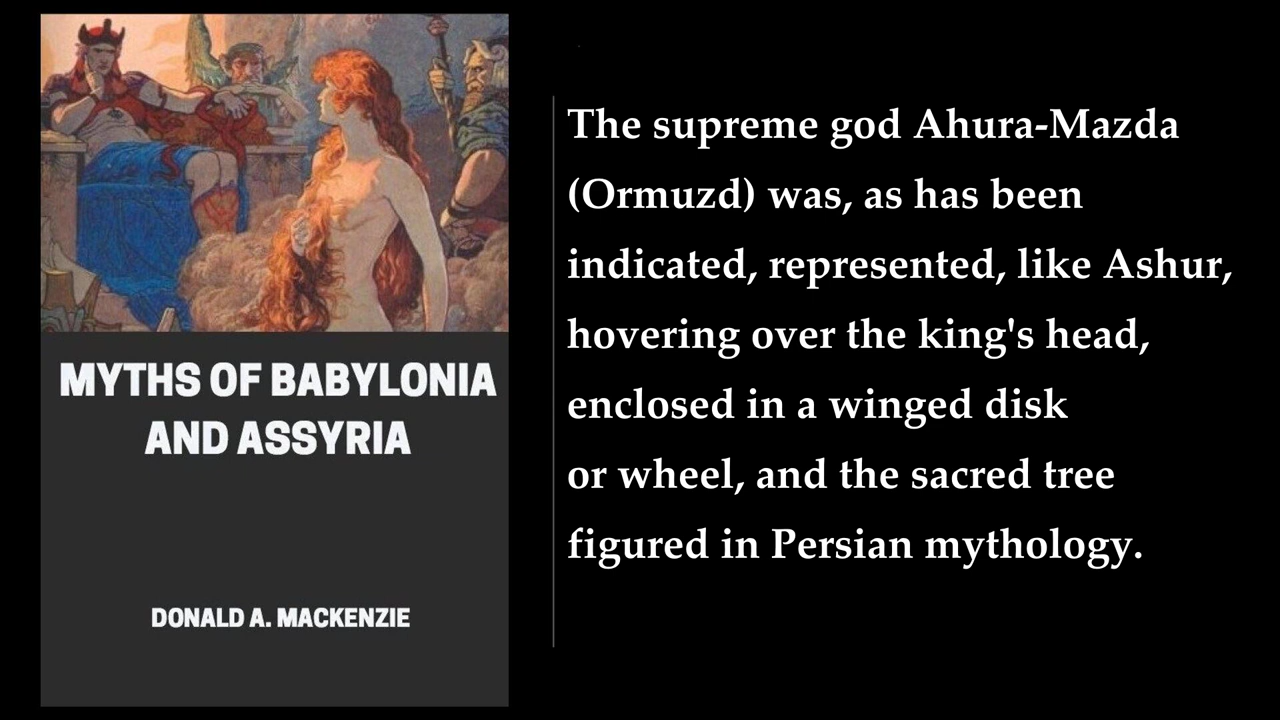 MYTHS OF BABYLONIA
AND ASSYRIA
DONALD A. MACKENZIE
The supreme god Ahura-Mazda
(Ormuzd) was, as has been
indicated, represented, like Ashur,
hovering over the king's head,
enclosed in a winged disk
or wheel, and the sacred tree
figured in Persian mythology.